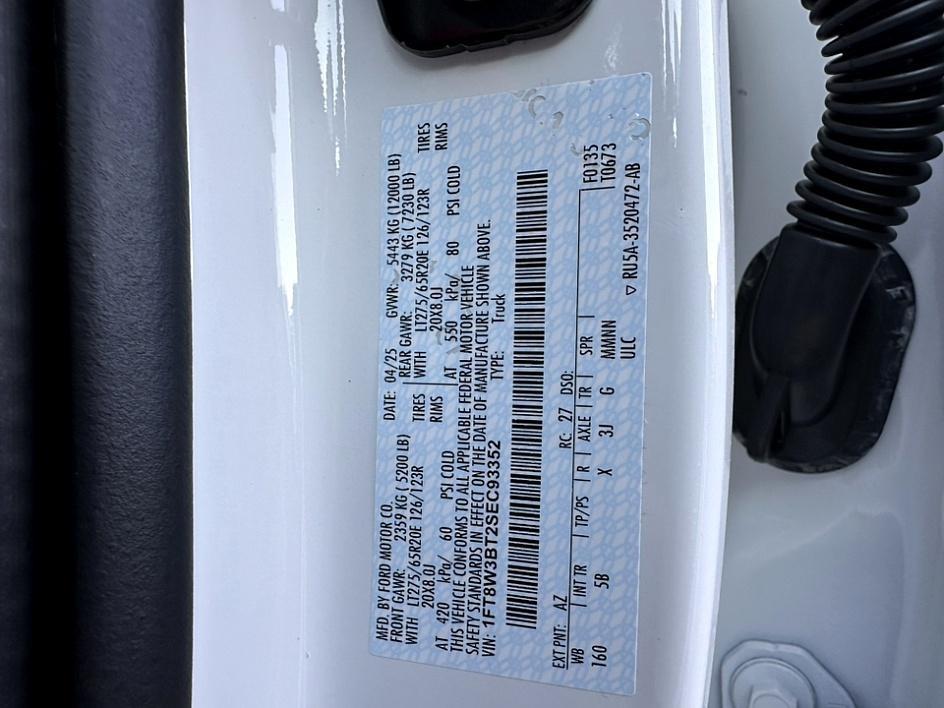 MFD. BY FORD MOTOR CO. DATE: 04/25 GVWR: 5443 KG (12000 LB)
FRONT GAWR: 2359 KG ( 5200 LB) REAR GAWR: 3279 KG ( 7230 LB)
WITH LT275/65R20E 126/123R TIRES WITH LT275/65R20E 126/123R TIRES
20X8.0J RIMS 20X8.0J RIMS
AT 420 kPa/ 60 PSI COLD AT 550 kPa/ 80 PSI COLD
THIS VEHICLE CONFORMS TO ALL APPLICABLE FEDERAL MOTOR VEHICLE
SAFETY STANDARDS IN EFFECT ON THE DATE OF MANUFACTURE SHOWN ABOVE.
VIN: 1FT8W3BT2SEC93352 TYPE: Truck
EXT PNT: AZ RC: 27 DSO: F0135
WB INT TR TP/PS R AXLE TR SPR T0673
160 5B X 3J G MMNN
ULC ▽ RU5A-3520472-AB